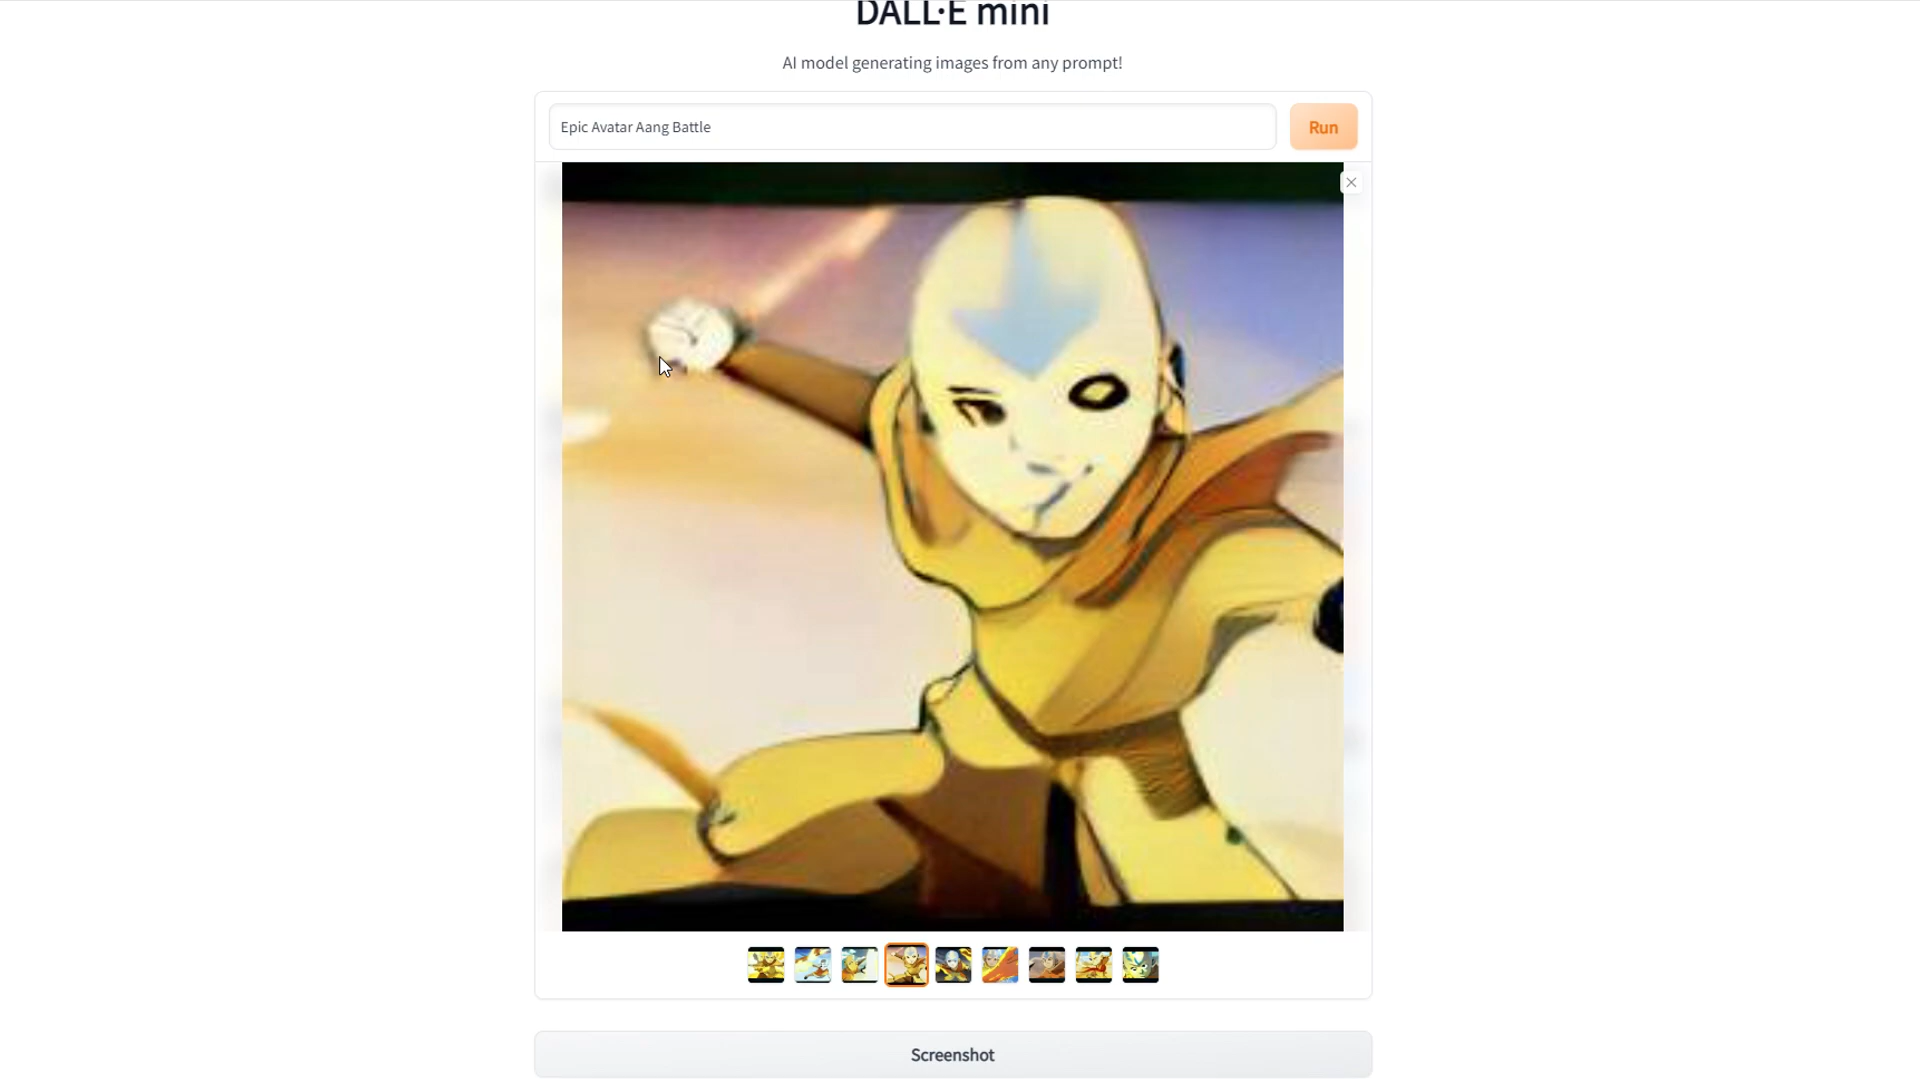 DALL·E mini
AI model generating images from any prompt!
Epic Avatar Aang Battle
Run
Screenshot